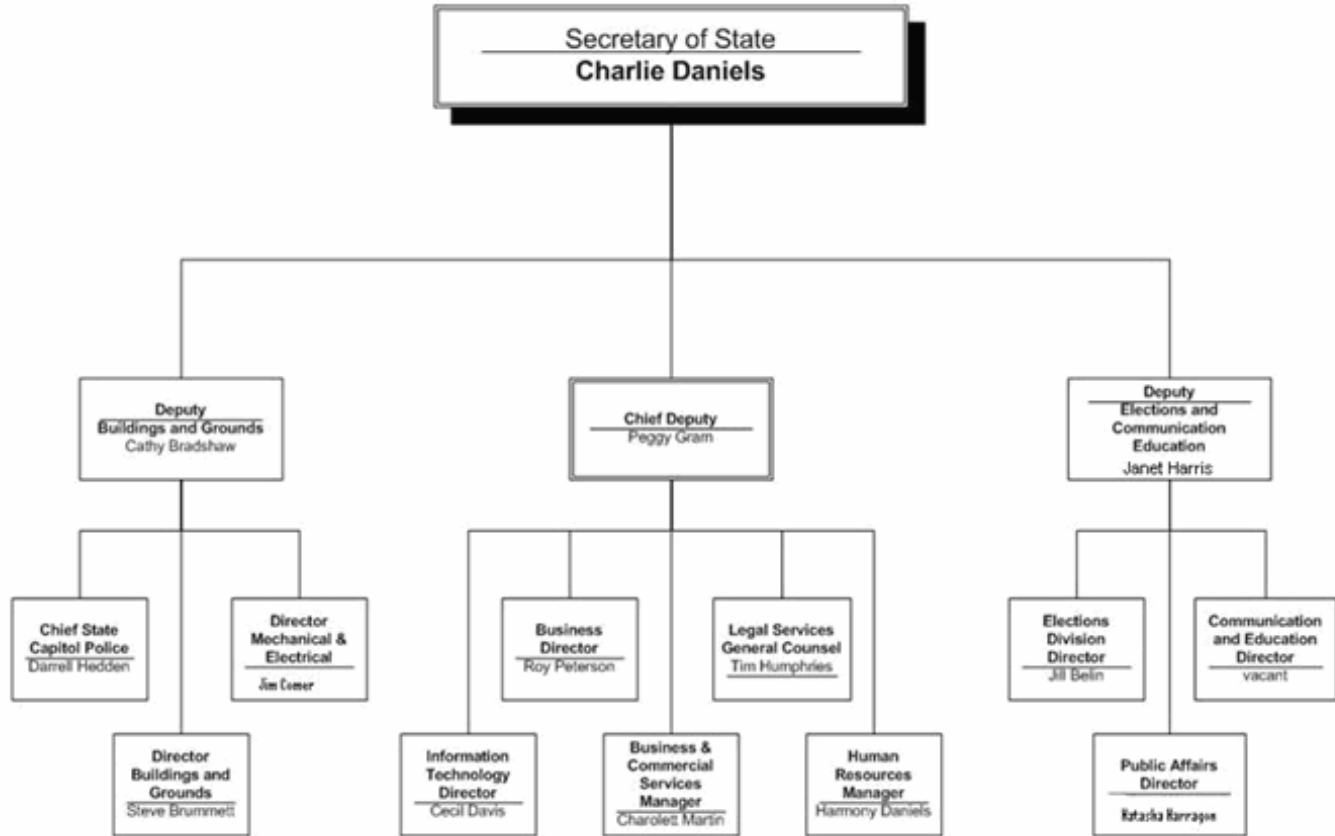 Secretary of State
Charlie Daniels
Deputy
Buildings and Grounds
Cathy Bradshaw
Chief Deputy
Peggy Gram
Deputy
Elections and
Communication
Education
Janet Harris
Chief State
Capitol Police
Darrell Hedden
Director
Mechanical &
Electrical
Jim Comer
Business
Director
Roy Peterson
Legal Services
General Counsel
Tim Humphries
Elections
Division
Director
Jill Belin
Communication
and Education
Director
vacant
Director
Buildings and
Grounds
Steve Brummett
Information
Technology
Director
Cecil Davis
Business &
Commercial
Services
Manager
Charolett Martin
Human
Resources
Manager
Harmony Daniels
Public Affairs
Director
Natasha Narragon